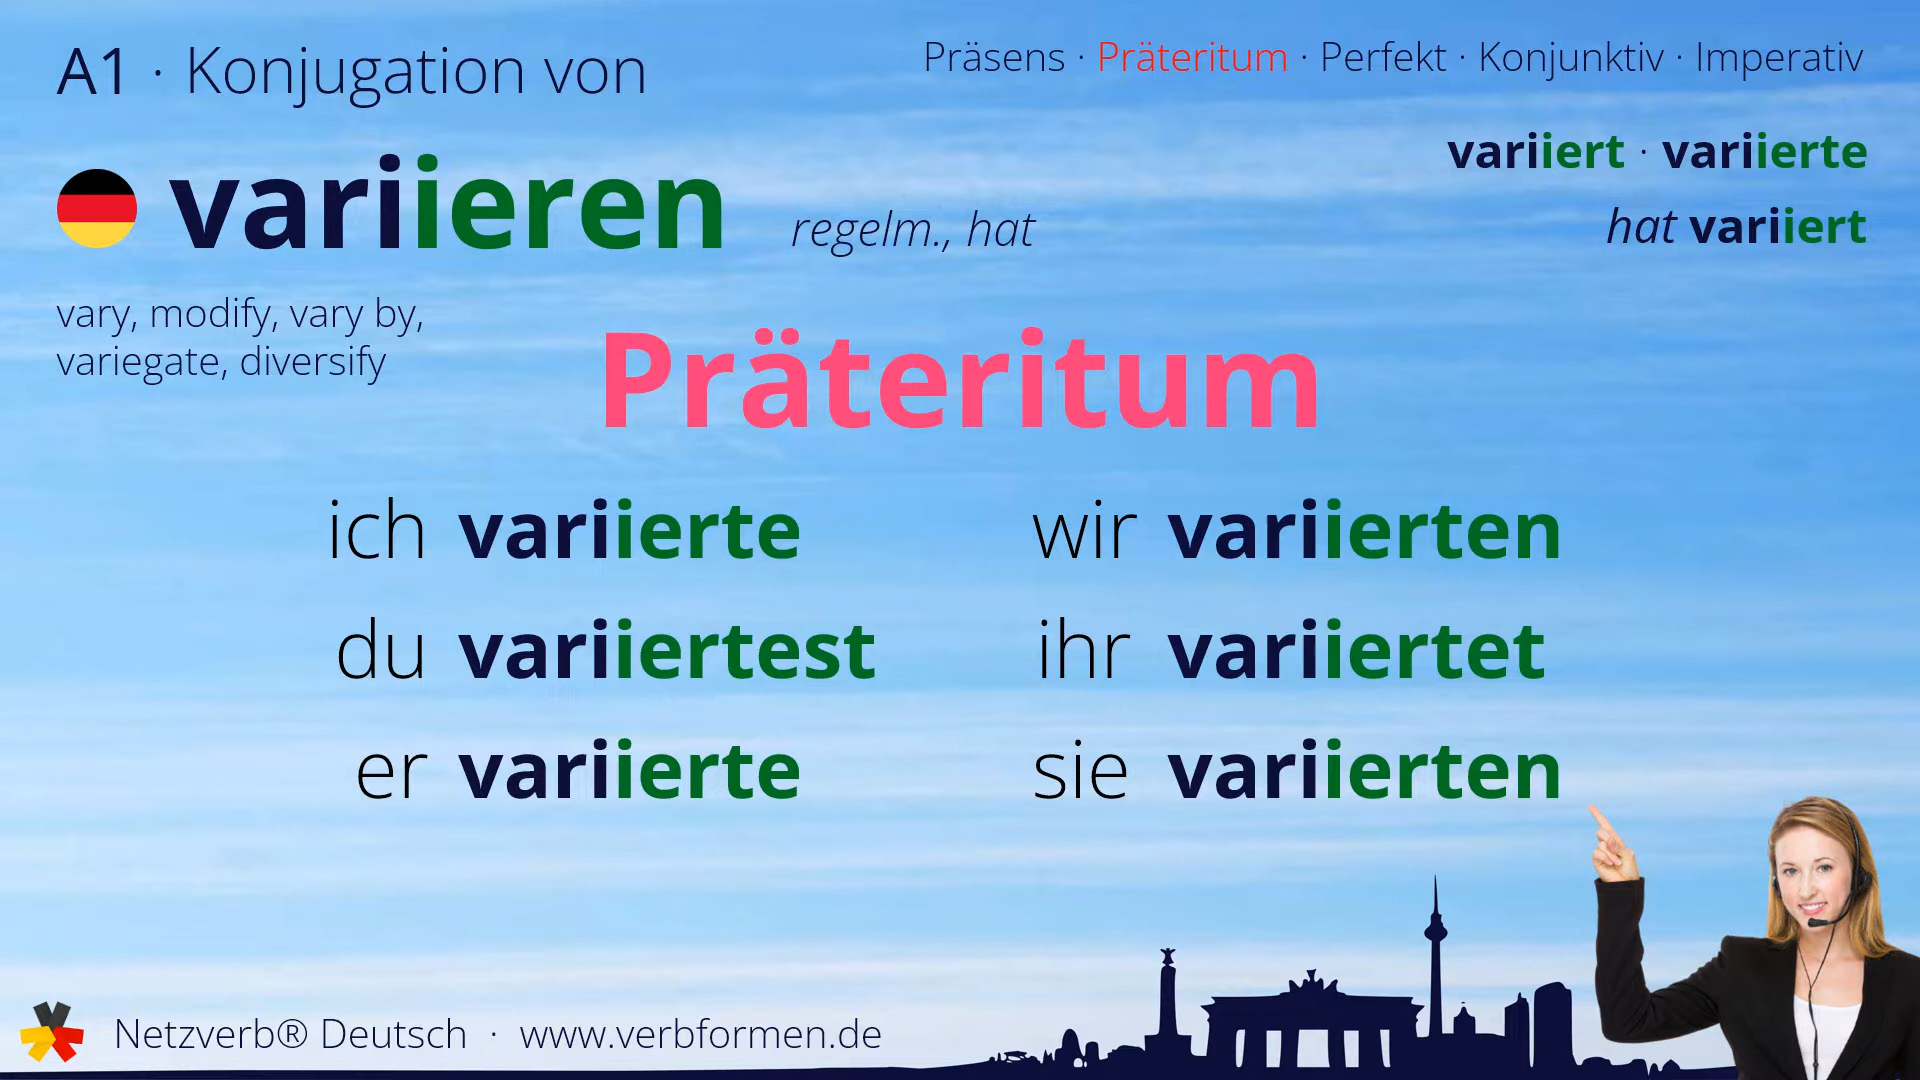 A1 · Konjugation von
Präsens · Präteritum · Perfekt · Konjunktiv · Imperativ
variieren regelm., hat
variiert · variierte
hat variiert
vary, modify, vary by,
variegate, diversify
Präteritum
ich variierte
du variiertest
er variierte
wir variierten
ihr variiertet
sie variierten
Netzverb® Deutsch · www.verbformen.de